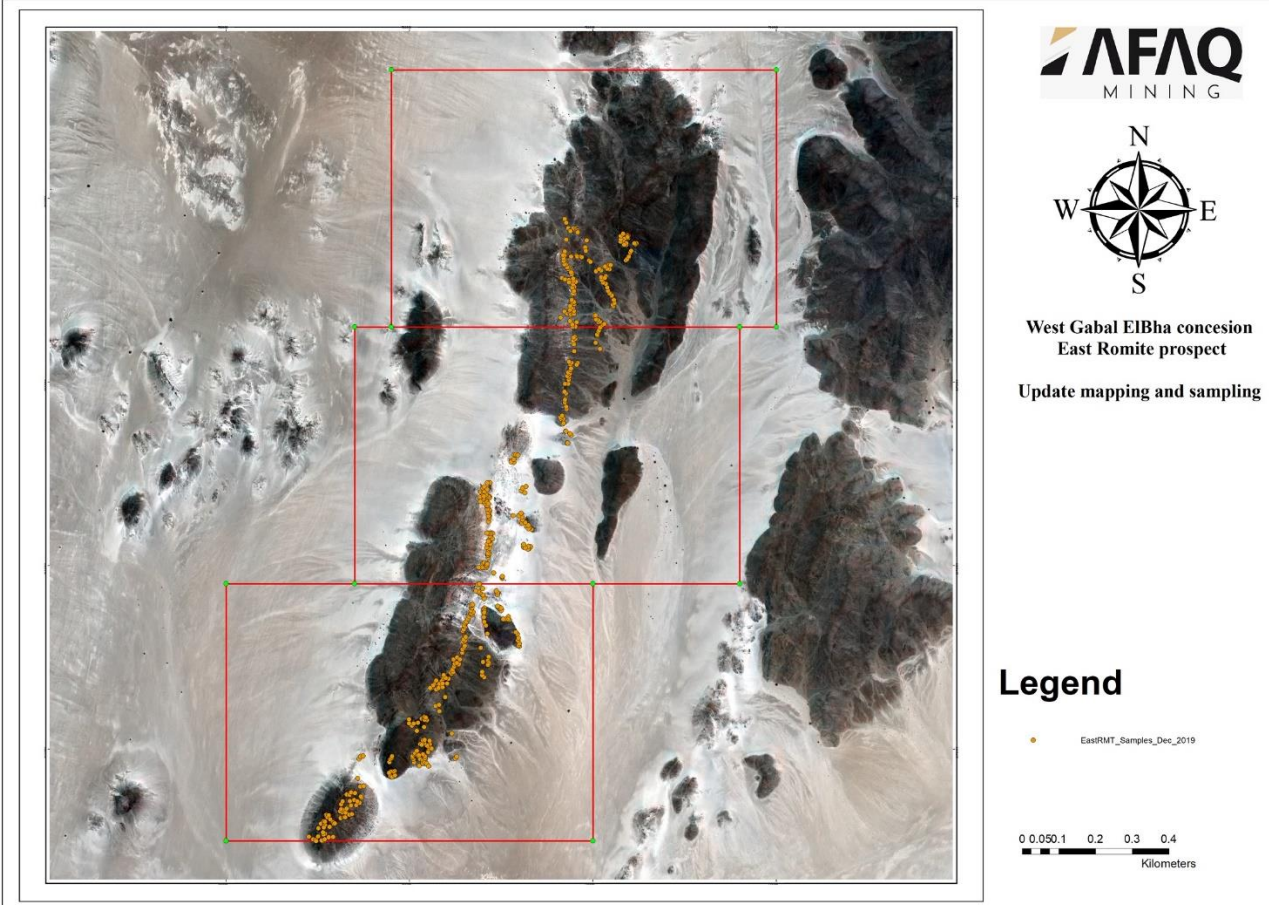 AFAQ
MINING
N
W E
S
West Gabal ElBha concesion
East Romite prospect
Update mapping and sampling
Legend
EastRMT_Samples_Dec_2019
0 0.050.1 0.2 0.3 0.4
Kilometers